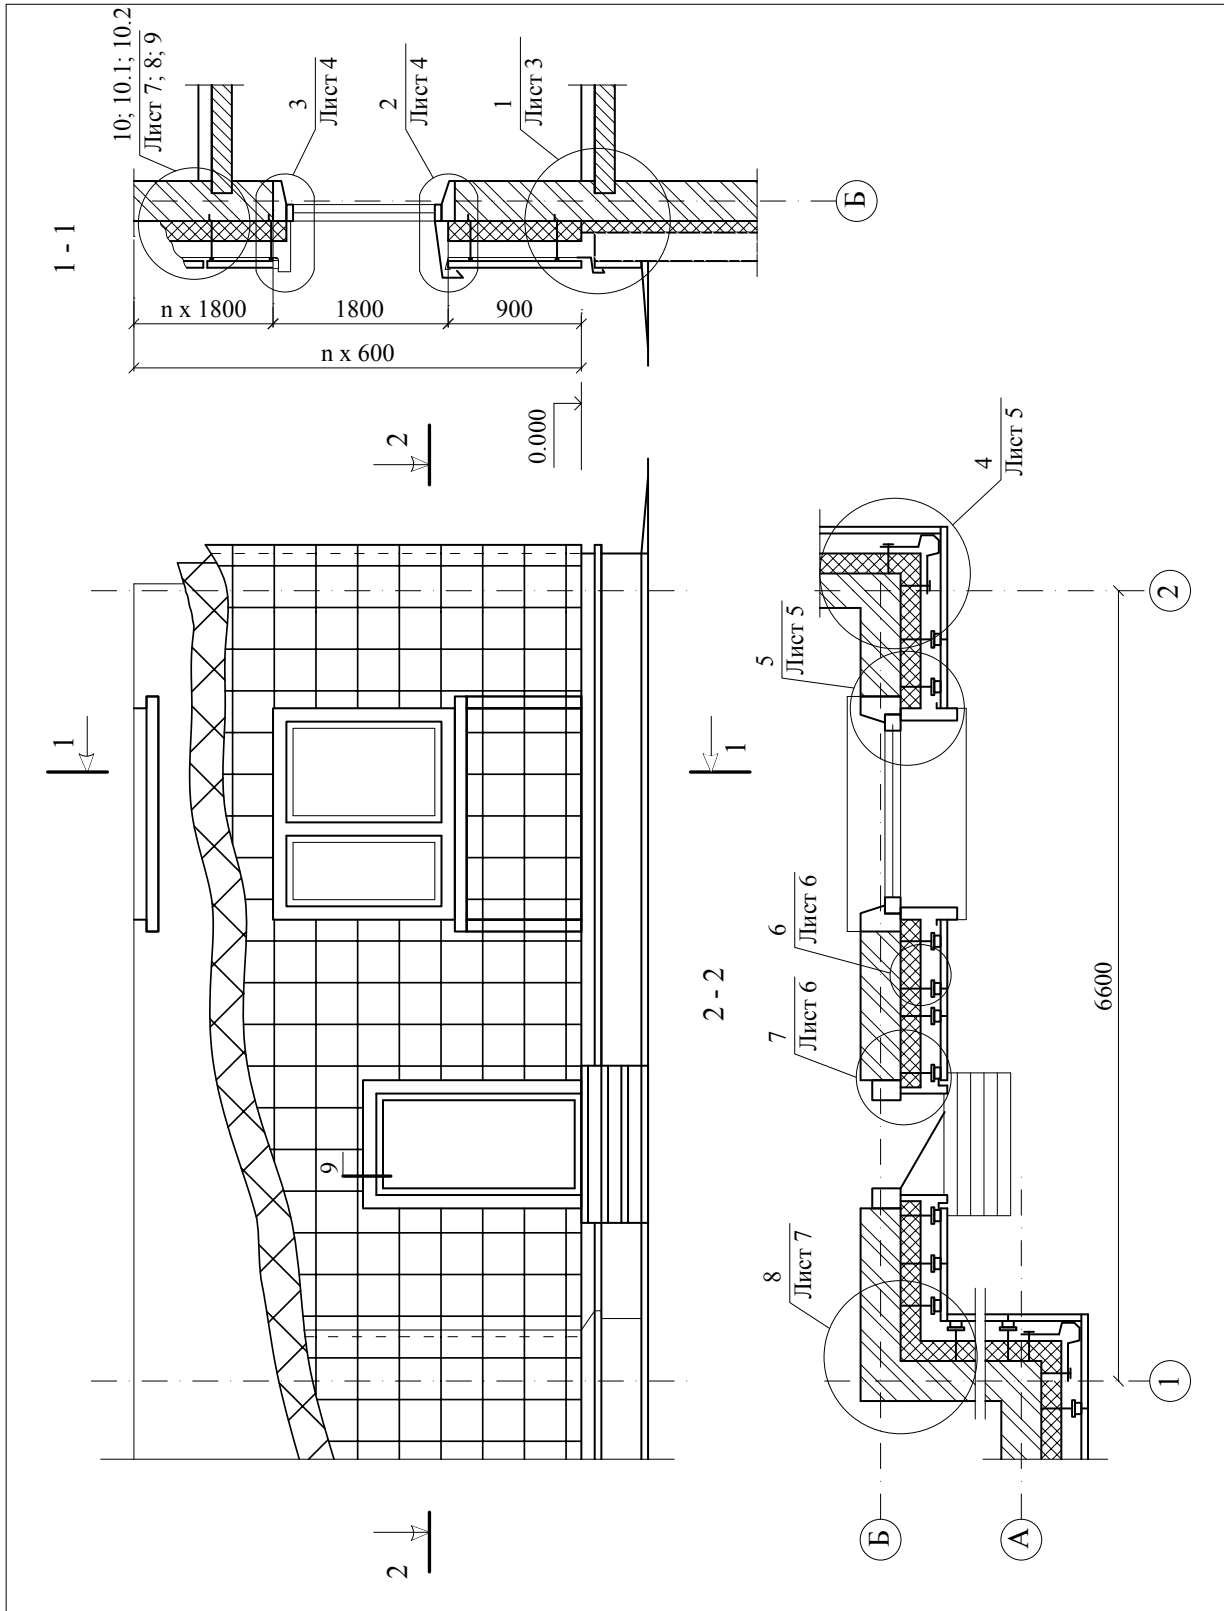 1 - 1
10; 10.1; 10.2
Лист 7; 8; 9
3
Лист 4
2
Лист 4
1
Лист 3
n x 1800
1800
900
n x 600
0.000
Б
2
2
1
1
9
2 - 2
8
Лист 7
7
Лист 6
6
Лист 6
5
Лист 5
4
Лист 5
6600
Б
А
1
2